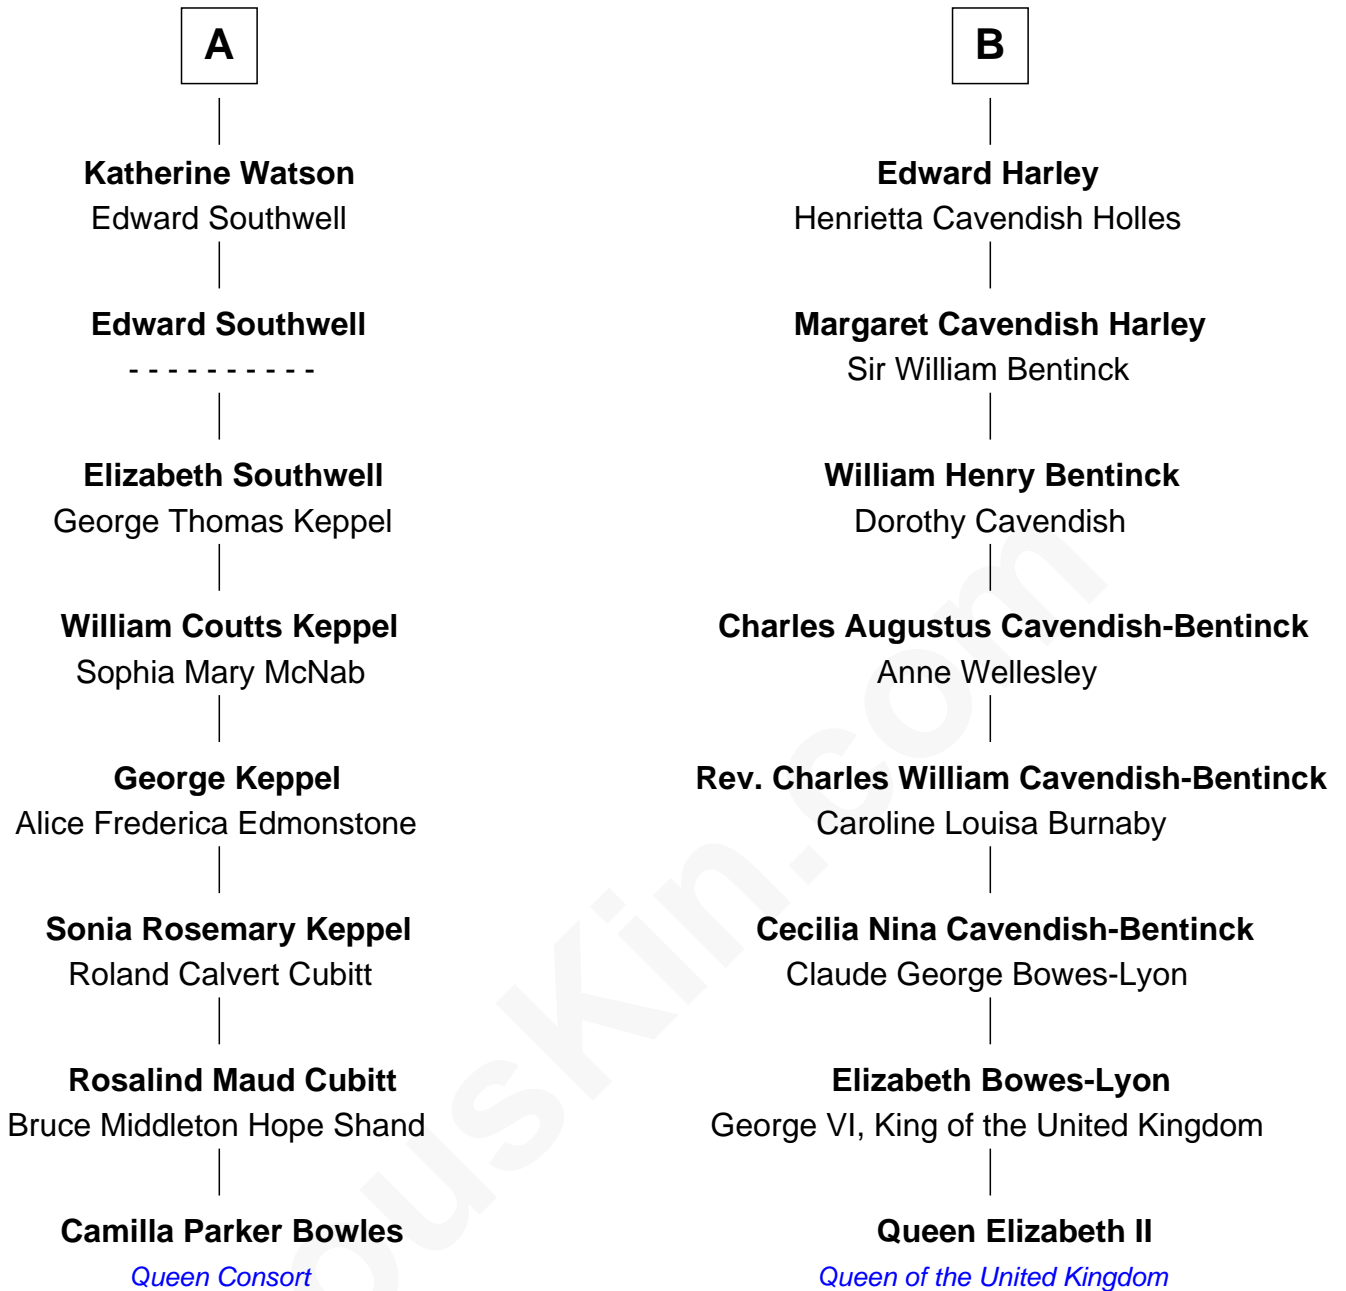 A
Katherine Watson
Edward Southwell
Edward Southwell
- - - - - - - - - -
Elizabeth Southwell
George Thomas Keppel
William Coutts Keppel
Sophia Mary McNab
George Keppel
Alice Frederica Edmonstone
Sonia Rosemary Keppel
Roland Calvert Cubitt
Rosalind Maud Cubitt
Bruce Middleton Hope Shand
Camilla Parker Bowles
Queen Consort
B
Edward Harley
Henrietta Cavendish Holles
Margaret Cavendish Harley
Sir William Bentinck
William Henry Bentinck
Dorothy Cavendish
Charles Augustus Cavendish-Bentinck
Anne Wellesley
Rev. Charles William Cavendish-Bentinck
Caroline Louisa Burnaby
Cecilia Nina Cavendish-Bentinck
Claude George Bowes-Lyon
Elizabeth Bowes-Lyon
George VI, King of the United Kingdom
Queen Elizabeth II
Queen of the United Kingdom
ousKin.com